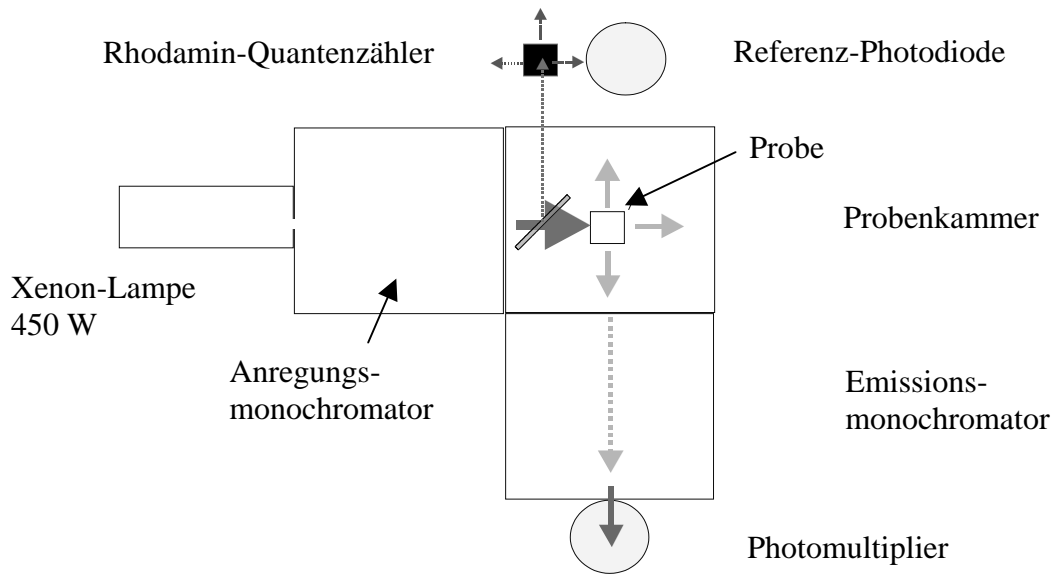 Rhodamin-Quantenzähler
Referenz-Photodiode
Probe
Probenkammer
Xenon-Lampe
450 W
Anregungs-
monochromator
Emissions-
monochromator
Photomultiplier